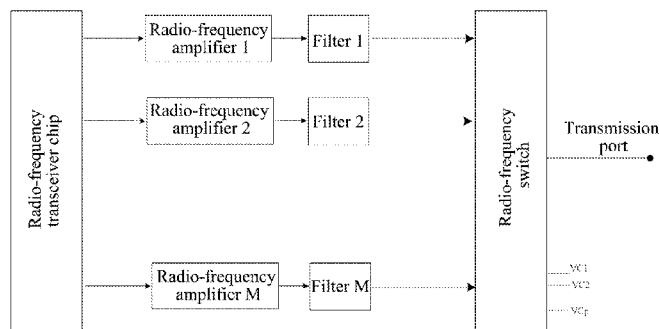 Radio-frequency
transceiver chip
Radio-frequency
amplifier 1
Filter 1
Radio-frequency
amplifier 2
Filter 2
Radio-frequency
amplifier M
Filter M
Radio-frequency
switch
Transmission
port
VC1
VC2
VCp